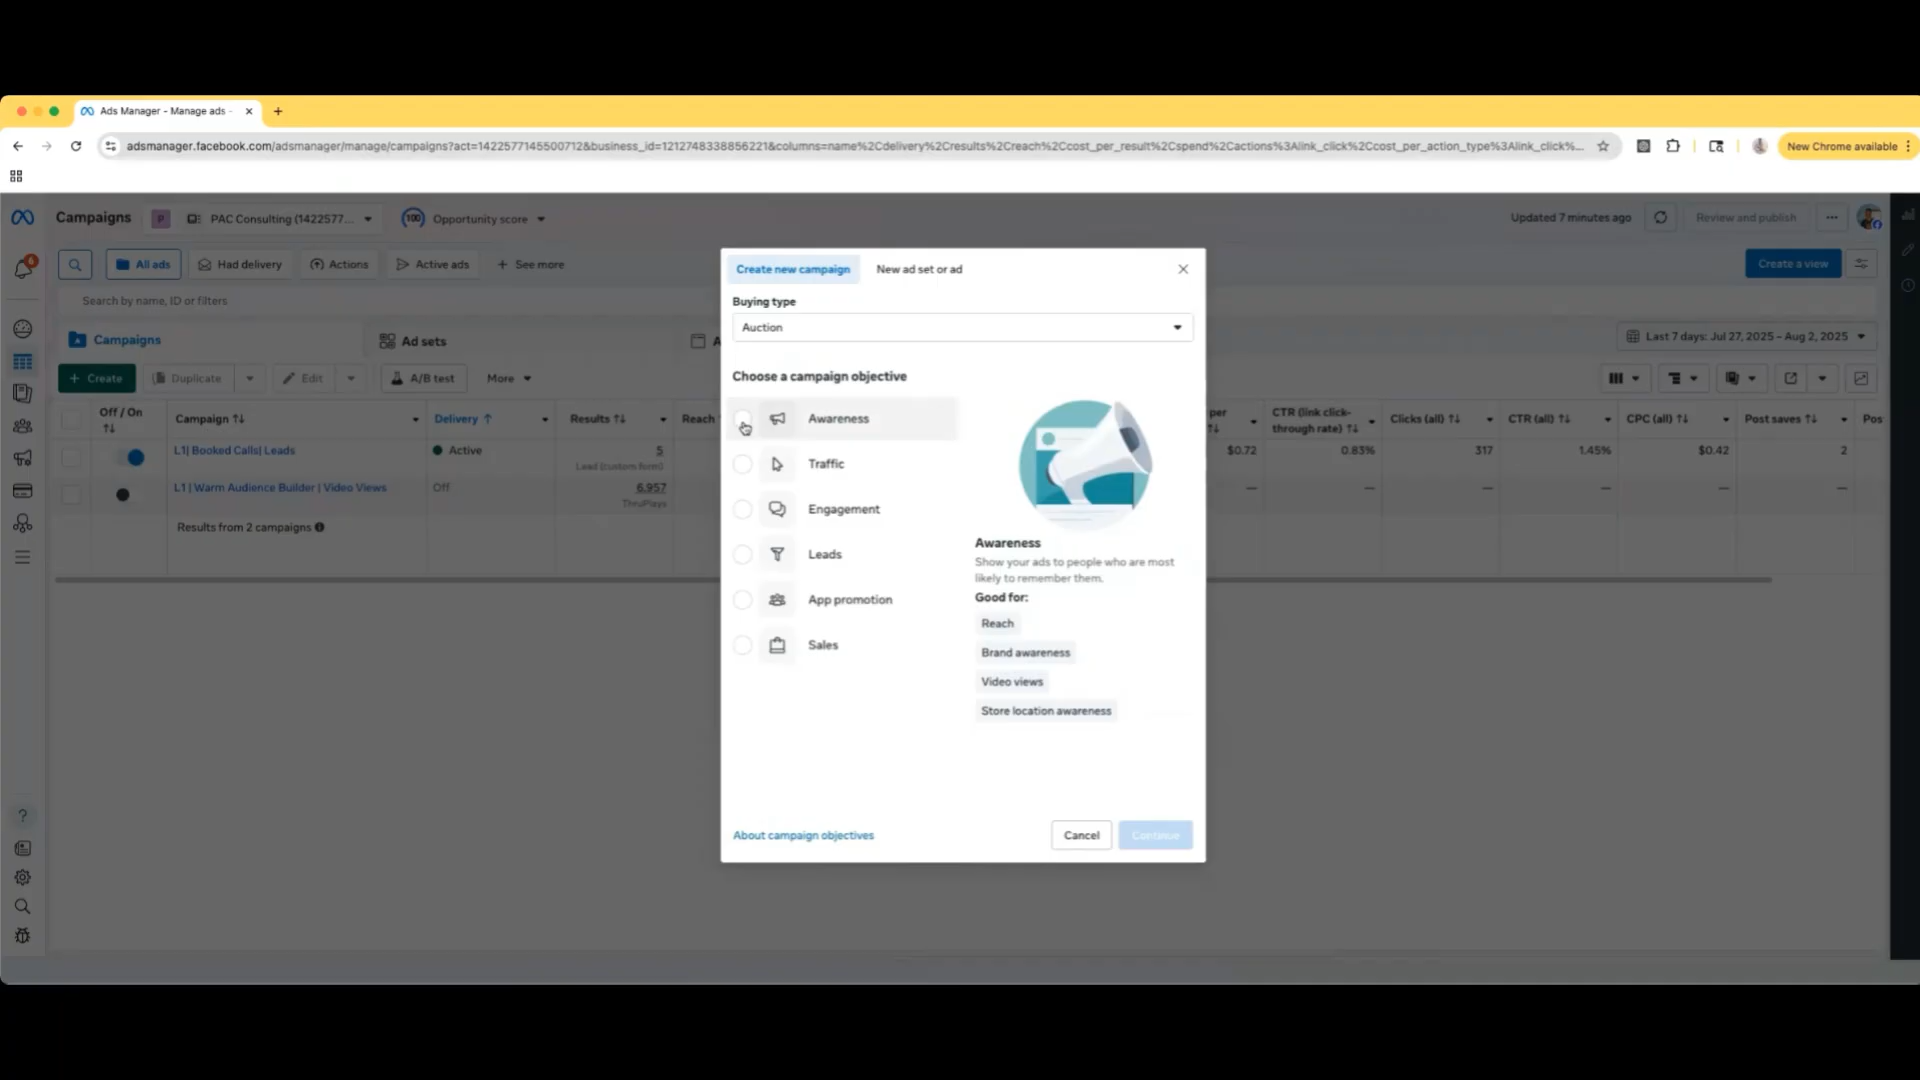 Ads Manager - Manage ads -
adsmanager.facebook.com/adsmanager/manage/campaigns?act=1422577145500712&business_id=1212748338856221&columns=name%2Cdelivery%2Cresults%2Creach%2Ccost_per_result%2Cspend%2Cactions%3Alink_click%2Ccost_per_action_type%3Alink_click%...
New Chrome available
Campaigns
P
PAC Consulting (1422577...
100
Opportunity score
Updated 7 minutes ago
Review and publish
6
All ads
Had delivery
Actions
Active ads
+ See more
Create a view
Search by name, ID or filters
Campaigns
Ad sets
A
Last 7 days: Jul 27, 2025 – Aug 2, 2025
+ Create
Duplicate
Edit
A/B test
More
Off / On
Campaign
Delivery
Results
Reach
per
CTR (link click-
through rate)
Clicks (all)
CTR (all)
CPC (all)
Post saves
Pos
L1| Booked Calls| Leads
Active
5
Lead (custom form)
$0.72
0.83%
317
1.45%
$0.42
2
L1 | Warm Audience Builder | Video Views
Off
6,957
ThruPlays
—
—
—
—
—
—
Results from 2 campaigns
Create new campaign
New ad set or ad
Buying type
Auction
Choose a campaign objective
Awareness
Traffic
Engagement
Leads
App promotion
Sales
Awareness
Show your ads to people who are most
likely to remember them.
Good for:
Reach
Brand awareness
Video views
Store location awareness
About campaign objectives
Cancel
Continue